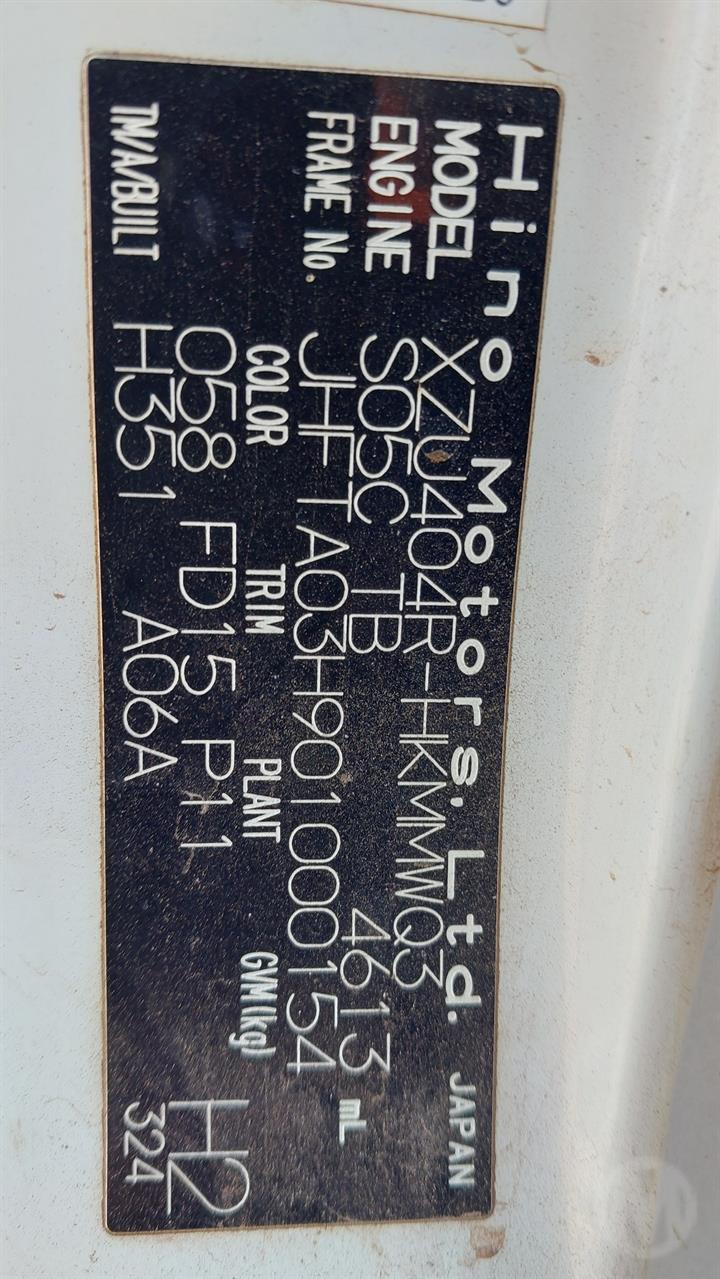 Hino Motors. Ltd. JAPAN
MODEL XZU404R-HKMMWQ3
ENGINE S05C TB 4613 mL
FRAME No. JHFTA03H901000154
COLOR TRIM PLANT GVM(kg)
058 FD15 P11 H2
TM/A/BUILT H351 A06A 324